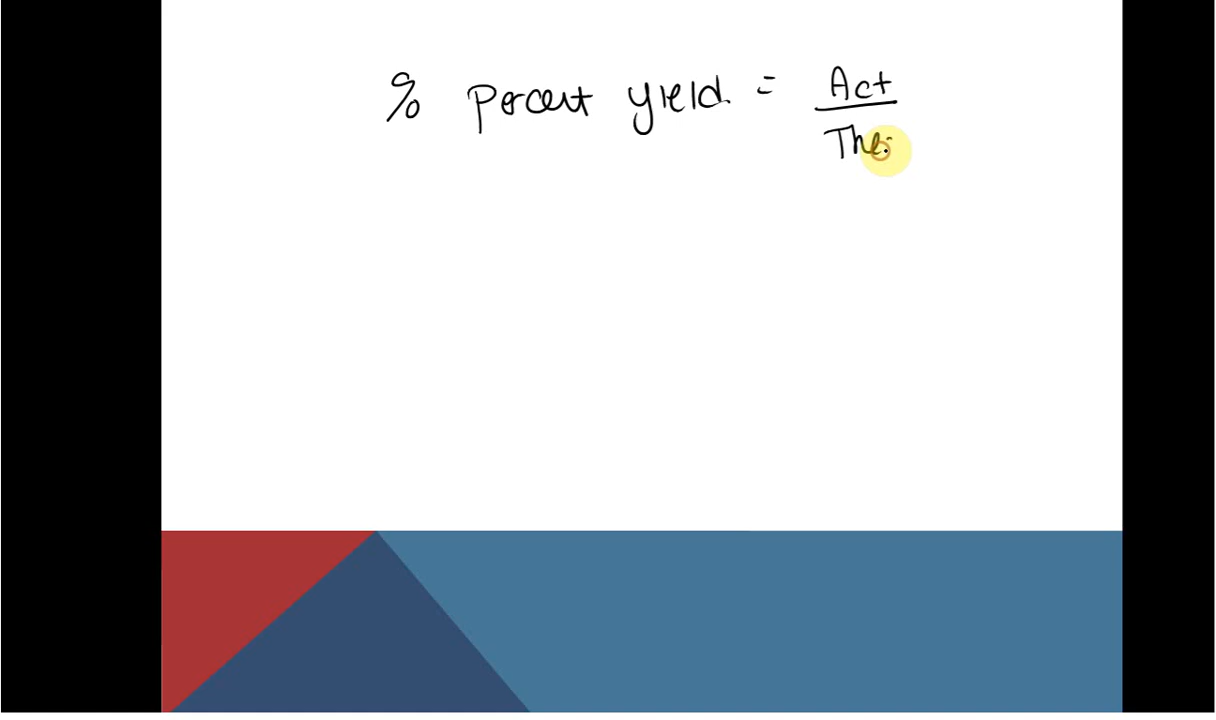 % Percent yield = Act
The